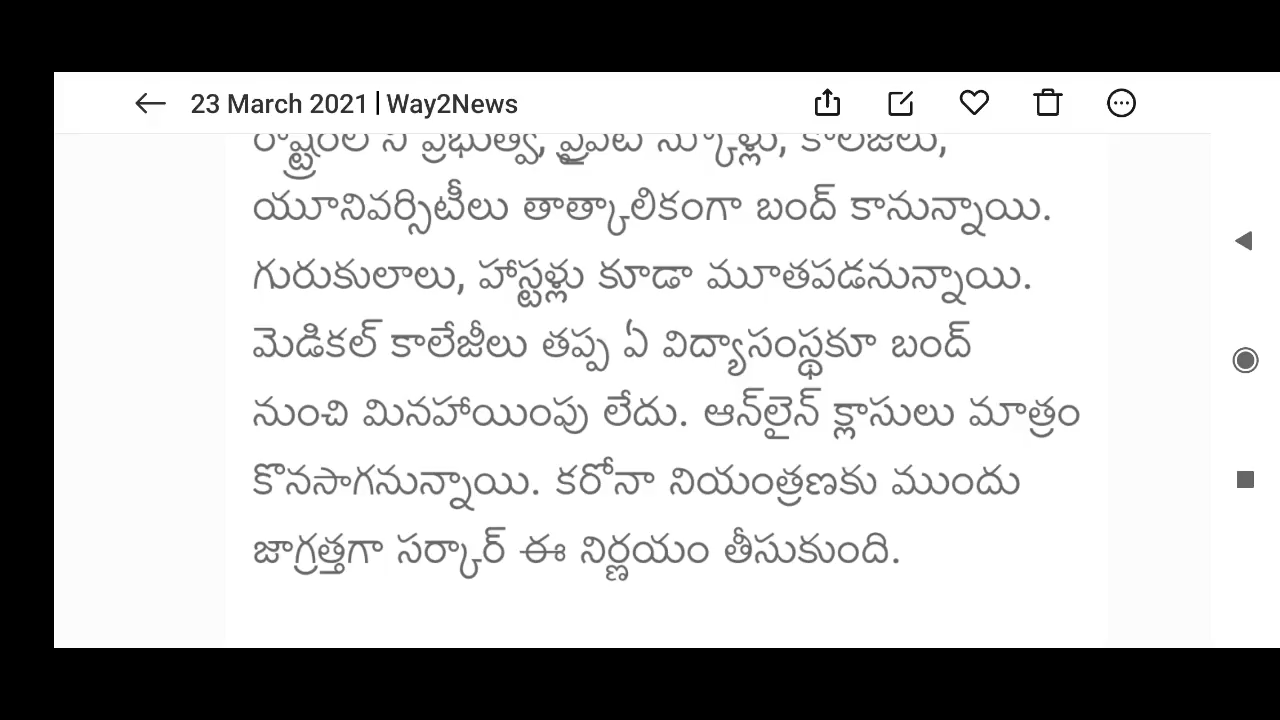 23 March 2021 | Way2News
ప్రభుత్వ, ప్రైవేట్ స్కూళ్లు, కాలేజీలు,
యూనివర్సిటీలు తాత్కాలికంగా బంద్ కానున్నాయి.
గురుకులాలు, హాస్టళ్లు కూడా మూతపడనున్నాయి.
మెడికల్ కాలేజీలు తప్ప ఏ విద్యాసంస్థకూ బంద్
నుంచి మినహాయింపు లేదు. ఆన్‌లైన్ క్లాసులు మాత్రం
కొనసాగనున్నాయి. కరోనా నియంత్రణకు ముందు
జాగ్రత్తగా సర్కార్ ఈ నిర్ణయం తీసుకుంది.